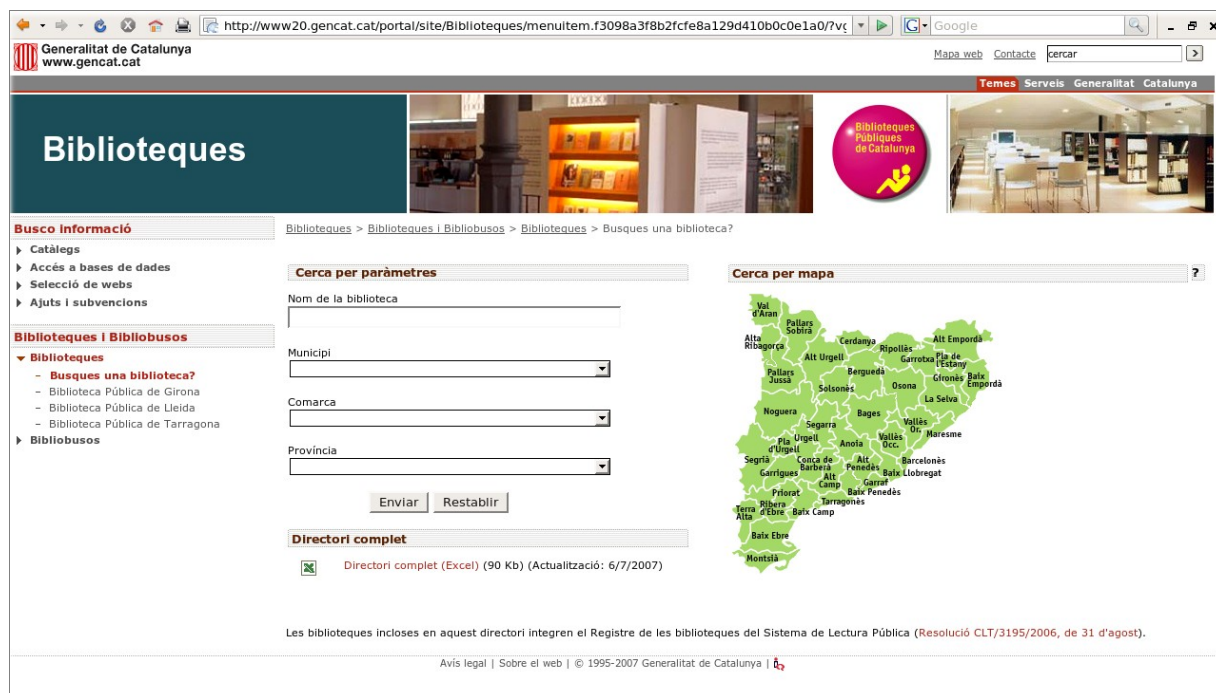 http://www20.gencat.cat/portal/site/Biblioteques/menuitem.f3098a3f8b2fcfe8a129d410b0c0e1a0/?vg
Google
Generalitat de Catalunya
www.gencat.cat
Mapa web Contacte cercar
Temes Serveis Generalitat Catalunya
Biblioteques
Biblioteques
Públiques
de Catalunya
Busco informació
Catàlegs
Accés a bases de dades
Selecció de webs
Ajuts i subvencions
Biblioteques i Bibliobusos
Biblioteques
– Busques una biblioteca?
– Biblioteca Pública de Girona
– Biblioteca Pública de Lleida
– Biblioteca Pública de Tarragona
Bibliobusos
Biblioteques > Biblioteques i Bibliobusos > Biblioteques > Busques una biblioteca?
Cerca per paràmetres
Nom de la biblioteca
Municipi
Comarca
Província
Enviar Restablir
Directori complet
Directori complet (Excel) (90 Kb) (Actualització: 6/7/2007)
Cerca per mapa ?
Val
d'Aran
Pallars
Sobirà
Alta
Ribagorça
Cerdanya
Ripollès
Alt Empordà
Alt Urgell
Garrotxa
Pla de
l'Estany
Pallars
Jussà
Berguedà
Gironès
Baix
Empordà
Solsonès
Osona
La Selva
Noguera
Bages
Segarra
Vallès
Or.
Maresme
Pla
d'Urgell
Urgell
Anoia
Vallès
Occ.
Segrià
Conca de
Barberà
Alt
Penedès
Barcelonès
Baix Llobregat
Garrigues
Alt
Camp
Garraf
Baix Penedès
Priorat
Tarragonès
Terra
Alta
Ribera
d'Ebre
Baix Camp
Baix Ebre
Montsià
Les biblioteques incloses en aquest directori integren el Registre de les biblioteques del Sistema de Lectura Pública (Resolució CLT/3195/2006, de 31 d'agost).
Avís legal | Sobre el web | © 1995-2007 Generalitat de Catalunya |